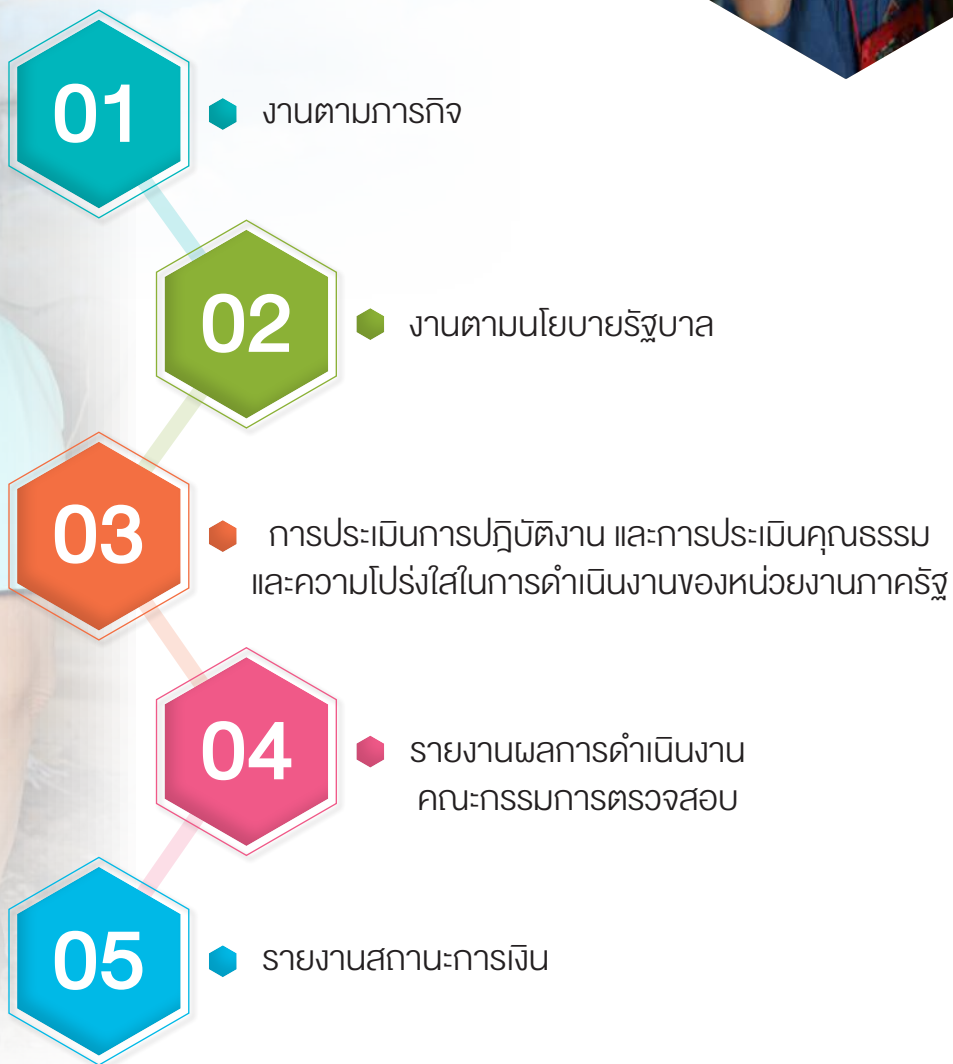 01
งานตามภารกิจ
02
งานตามนโยบายรัฐบาล
03
การประเมินการปฏิบัติงาน และการประเมินคุณธรรม
และความโปร่งใสในการดำเนินงานของหน่วยงานภาครัฐ
04
รายงานผลการดำเนินงาน
คณะกรรมการตรวจสอบ
05
รายงานสถานะการเงิน